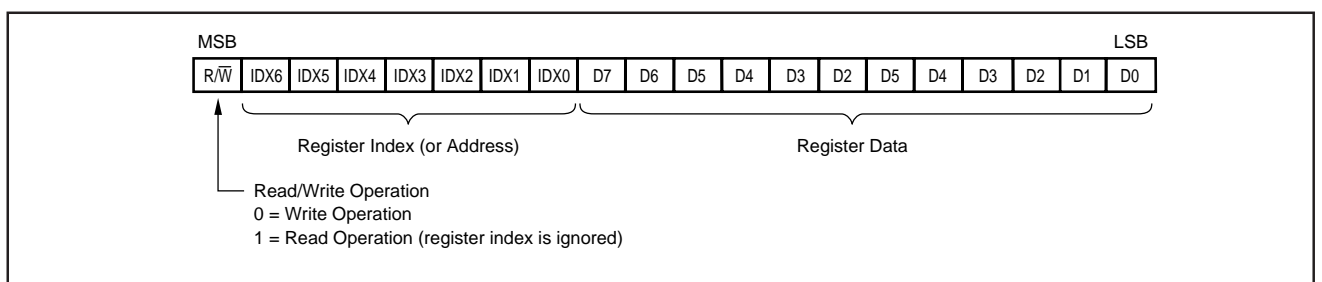 MSB LSB
R/W̅ IDX6 IDX5 IDX4 IDX3 IDX2 IDX1 IDX0 D7 D6 D5 D4 D3 D2 D5 D4 D3 D2 D1 D0
Register Index (or Address) Register Data
Read/Write Operation
0 = Write Operation
1 = Read Operation (register index is ignored)